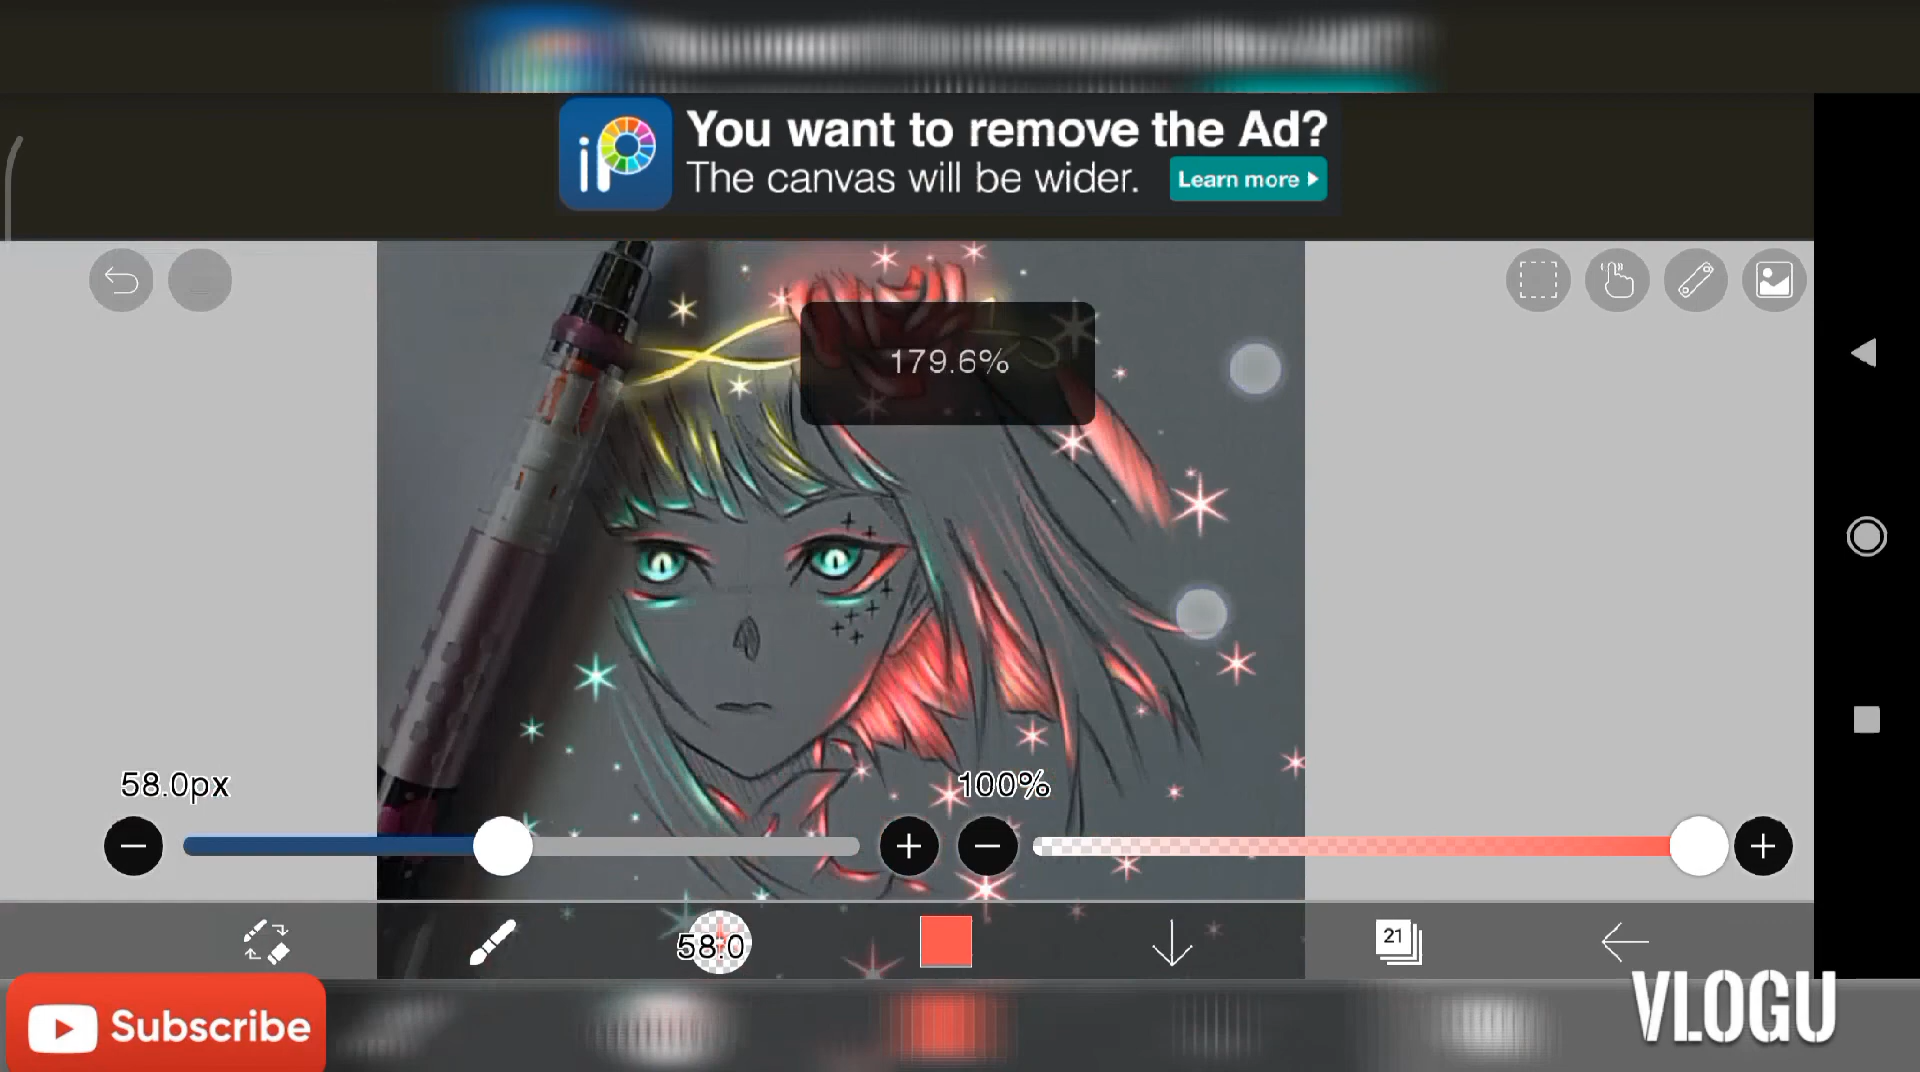 iP
You want to remove the Ad?
The canvas will be wider.
Learn more
179.6%
58.0px
100%
58.0
21
Subscribe
VLOGU